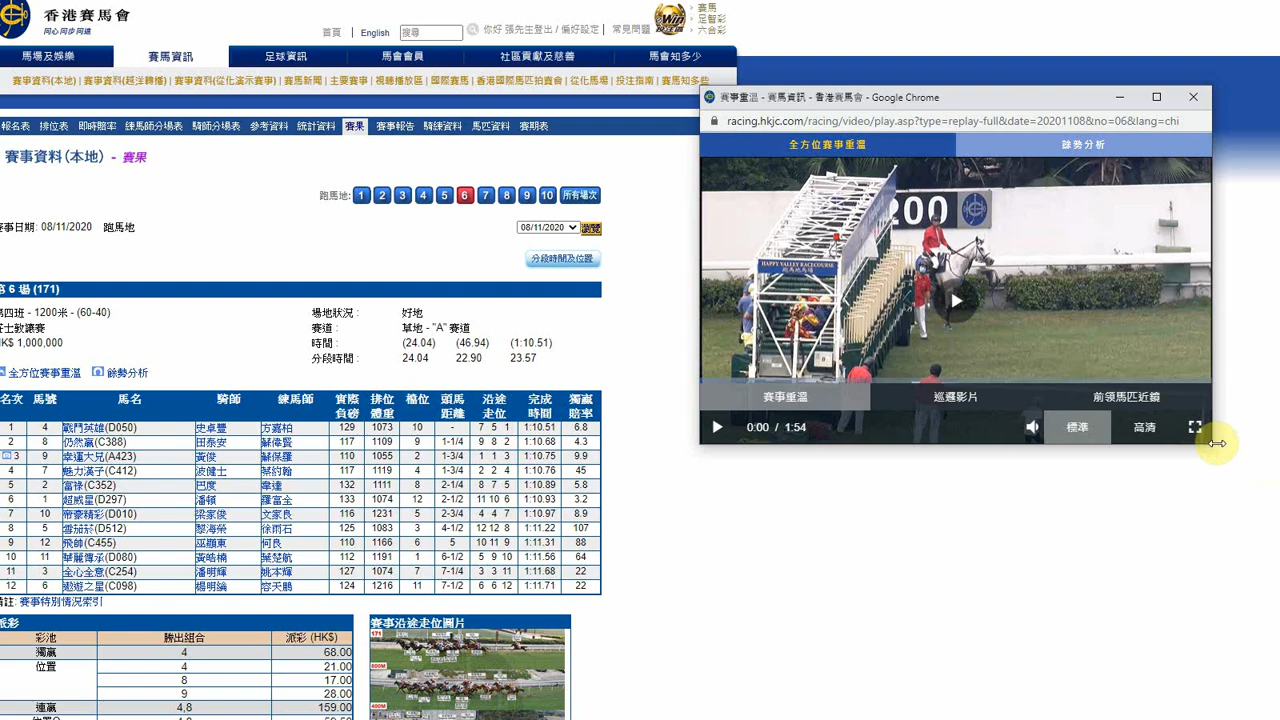 香港賽馬會
同心 同步 同進
首頁 | English 搜尋 你好 張先生登出 / 偏好設定 | 常見問題
賽馬
足智彩
六合彩
馬場及娛樂 賽馬資訊 足球資訊 馬會會員 社區貢獻及慈善 馬會知多少
賽事資料(本地) | 賽事資料(越洋轉播) | 賽事資料(從化演示賽事) | 賽馬新聞 | 主要賽事 | 視聽播放區 | 國際賽馬 | 香港國際馬匹拍賣會 | 從化馬場 | 投注指南 | 賽馬知多些
報名表 排位表 即時賠率 練馬師分場表 騎師分場表 參考資料 統計資料 賽果 賽事報告 騎練資料 馬匹資料 賽期表
賽事資料(本地) - 賽果
跑馬地: 1 2 3 4 5 6 7 8 9 10 所有場次
賽事日期: 08/11/2020 跑馬地
08/11/2020 瀏覽
分段時間及位置
第 6 場 (171)
第四班 - 1200米 - (60-40) 場地狀況 : 好地
士敦讓賽 賽道 : 草地 - "A" 賽道
HK$ 1,000,000 時間 : (24.04) (46.94) (1:10.51)
分段時間 : 24.04 22.90 23.57
全方位賽事重溫 餘勢分析
名次 馬號 馬名 騎師 練馬師 實際負磅 排位體重 檔位 頭馬距離 沿途走位 完成時間 獨贏賠率
1 4 戰鬥英雄(D050) 史卓豐 方嘉柏 129 1073 10 - 7 5 1 1:10.51 6.8
2 8 仍然贏(C388) 田泰安 蘇偉賢 117 1109 9 1-1/4 9 8 2 1:10.68 4.3
3 9 幸運大兄(A423) 黃俊 蘇保羅 110 1055 2 1-3/4 1 3 1:10.75 9.9
4 7 魅力漢子(C412) 波健士 葉約翰 117 1119 4 1-3/4 2 2 4 1:10.76 45
5 2 富祿(C352) 巴度 韋達 132 1111 8 2-1/4 8 7 5 1:10.89 5.8
6 1 超威星(D297) 潘頓 羅富全 133 1074 12 2-1/4 11 10 6 1:10.93 3.2
7 10 帝豪精彩(D010) 梁家俊 文家良 116 1231 5 2-3/4 4 4 7 1:10.97 8.9
8 5 番茄菸(D512) 黎海榮 徐雨石 125 1083 3 4-1/2 12 12 8 1:11.22 107
9 12 飛帥(C455) 巫顯東 何良 110 1166 6 5 10 11 9 1:11.31 88
10 11 華麗傳承(D080) 黃皓楠 葉楚航 112 1191 1 6-1/2 5 9 10 1:11.56 64
11 3 全心全意(C254) 潘明輝 姚本輝 127 1074 7 7-1/4 3 3 11 1:11.68 22
12 6 遨遊之星(C098) 楊明綸 容天鵬 124 1216 11 7-1/2 6 6 12 1:11.71 22
備註: 賽事特別情況索引
派彩 賽事沿途走位圖片
彩池 勝出組合 派彩 (HK$)
獨贏 4 68.00
位置 4 21.00
8 17.00
9 28.00
連贏 4,8 159.00
171
800M
400M
賽事重溫 - 賽馬資訊 - 香港賽馬會 - Google Chrome
racing.hkjc.com/racing/video/play.asp?type=replay-full&date=20201108&no=06&lang=chi
全方位賽事重溫 餘勢分析
200
HAPPY VALLEY RACECOURSE
跑馬地馬場
賽事重溫 巡邏影片 前領馬匹近鏡
0:00 / 1:54 標準 高清